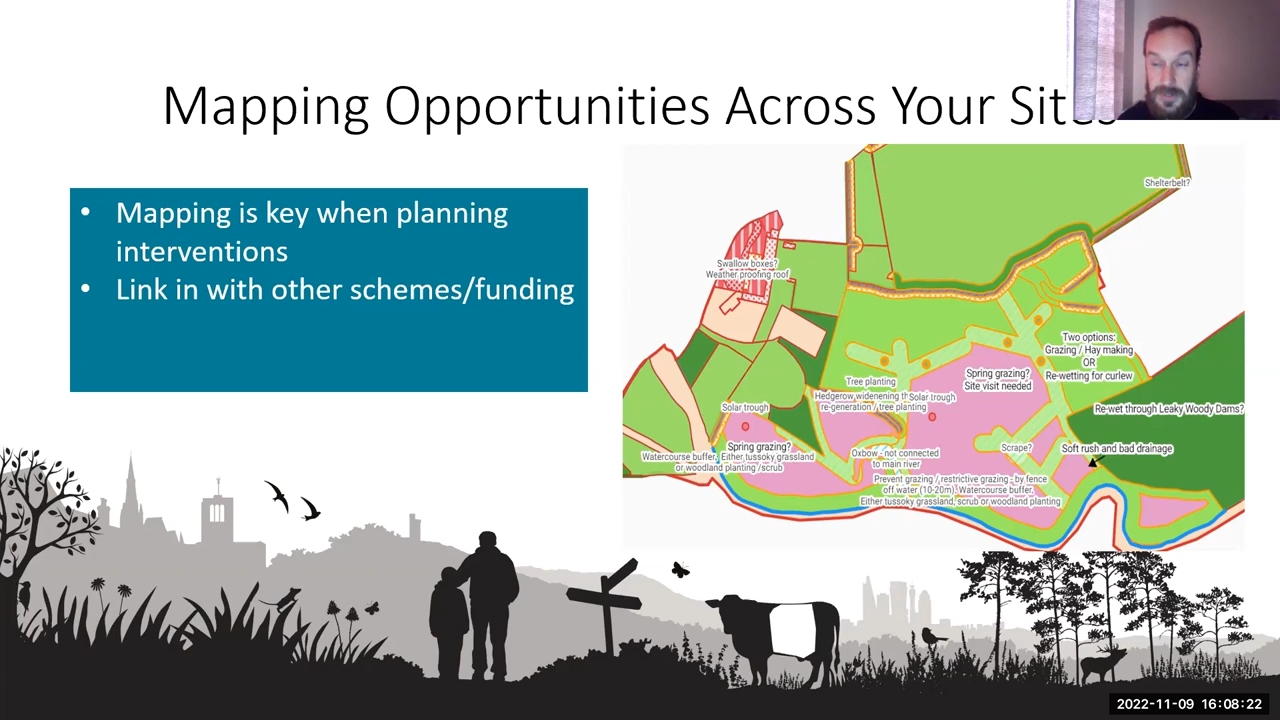 Mapping Opportunities Across Your Sites
• Mapping is key when planning
interventions
• Link in with other schemes/funding
Shelterbelt?
Swallow boxes?
Weather proofing roof
Two options:
Grazing / Hay making
OR
Re-wetting for curlew
Spring grazing?
Site visit needed
Tree planting
Hedgerow widenening th
re-generation / tree planting
Solar trough
Solar trough
Re-wet through Leaky Woody Dams?
Spring grazing?
Watercourse buffer. Either tussoky grassland
or woodland planting /scrub
Oxbow - not connected
to main river
Scrape?
Soft rush and bad drainage
Prevent grazing / restrictive grazing - by fence
off water (10-20m). Watercourse buffer.
Either tussoky grassland, scrub or woodland planting
2022-11-09 16:08:22